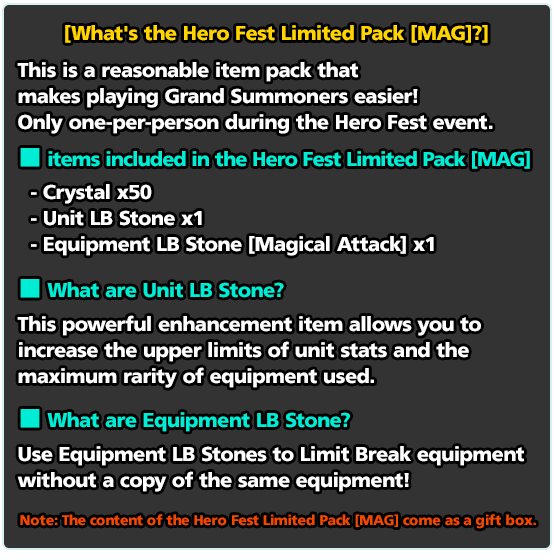 [What's the Hero Fest Limited Pack [MAG]?]
This is a reasonable item pack that
makes playing Grand Summoners easier!
Only one-per-person during the Hero Fest event.
■ items included in the Hero Fest Limited Pack [MAG]
- Crystal x50
- Unit LB Stone x1
- Equipment LB Stone [Magical Attack] x1
■ What are Unit LB Stone?
This powerful enhancement item allows you to
increase the upper limits of unit stats and the
maximum rarity of equipment used.
■ What are Equipment LB Stone?
Use Equipment LB Stones to Limit Break equipment
without a copy of the same equipment!
Note: The content of the Hero Fest Limited Pack [MAG] come as a gift box.